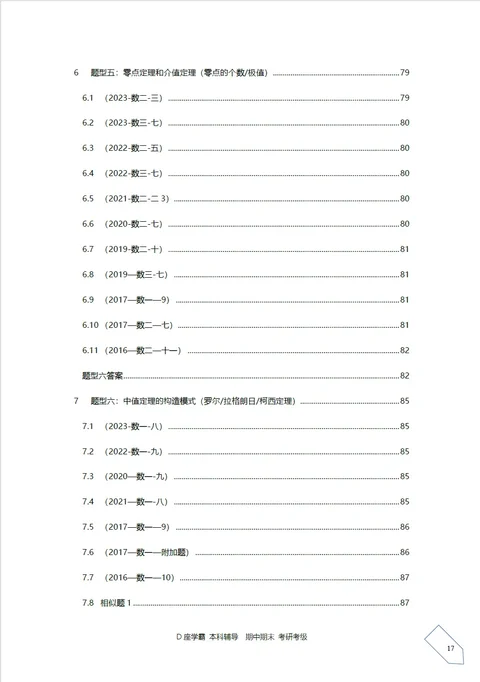 6 题型五：零点定理和介值定理（零点的个数/极值）......79
6.1 （2023-数二-三）......79
6.2 （2023-数三-七）......80
6.3 （2022-数二-五）......80
6.4 （2022-数三-七）......80
6.5 （2021-数二-二 3）......80
6.6 （2020-数二-七）......80
6.7 （2019-数二-十）......81
6.8 （2019—数三-七）......81
6.9 （2017—数一—9）......81
6.10（2017—数二—七）......81
6.11（2016—数二—十一）......82
题型六答案......82
7 题型六：中值定理的构造模式（罗尔/拉格朗日/柯西定理）......85
7.1 （2023-数一-八）......85
7.2 （2022-数一-九）......85
7.3 （2020—数一-九）......85
7.4 （2021—数一-八）......85
7.5 （2017—数一—9）......86
7.6 （2017—数一—附加题）......86
7.7 （2016—数一—10）......87
7.8 相似题 1......87
D 座学霸 本科辅导 期中期末 考研考级
17